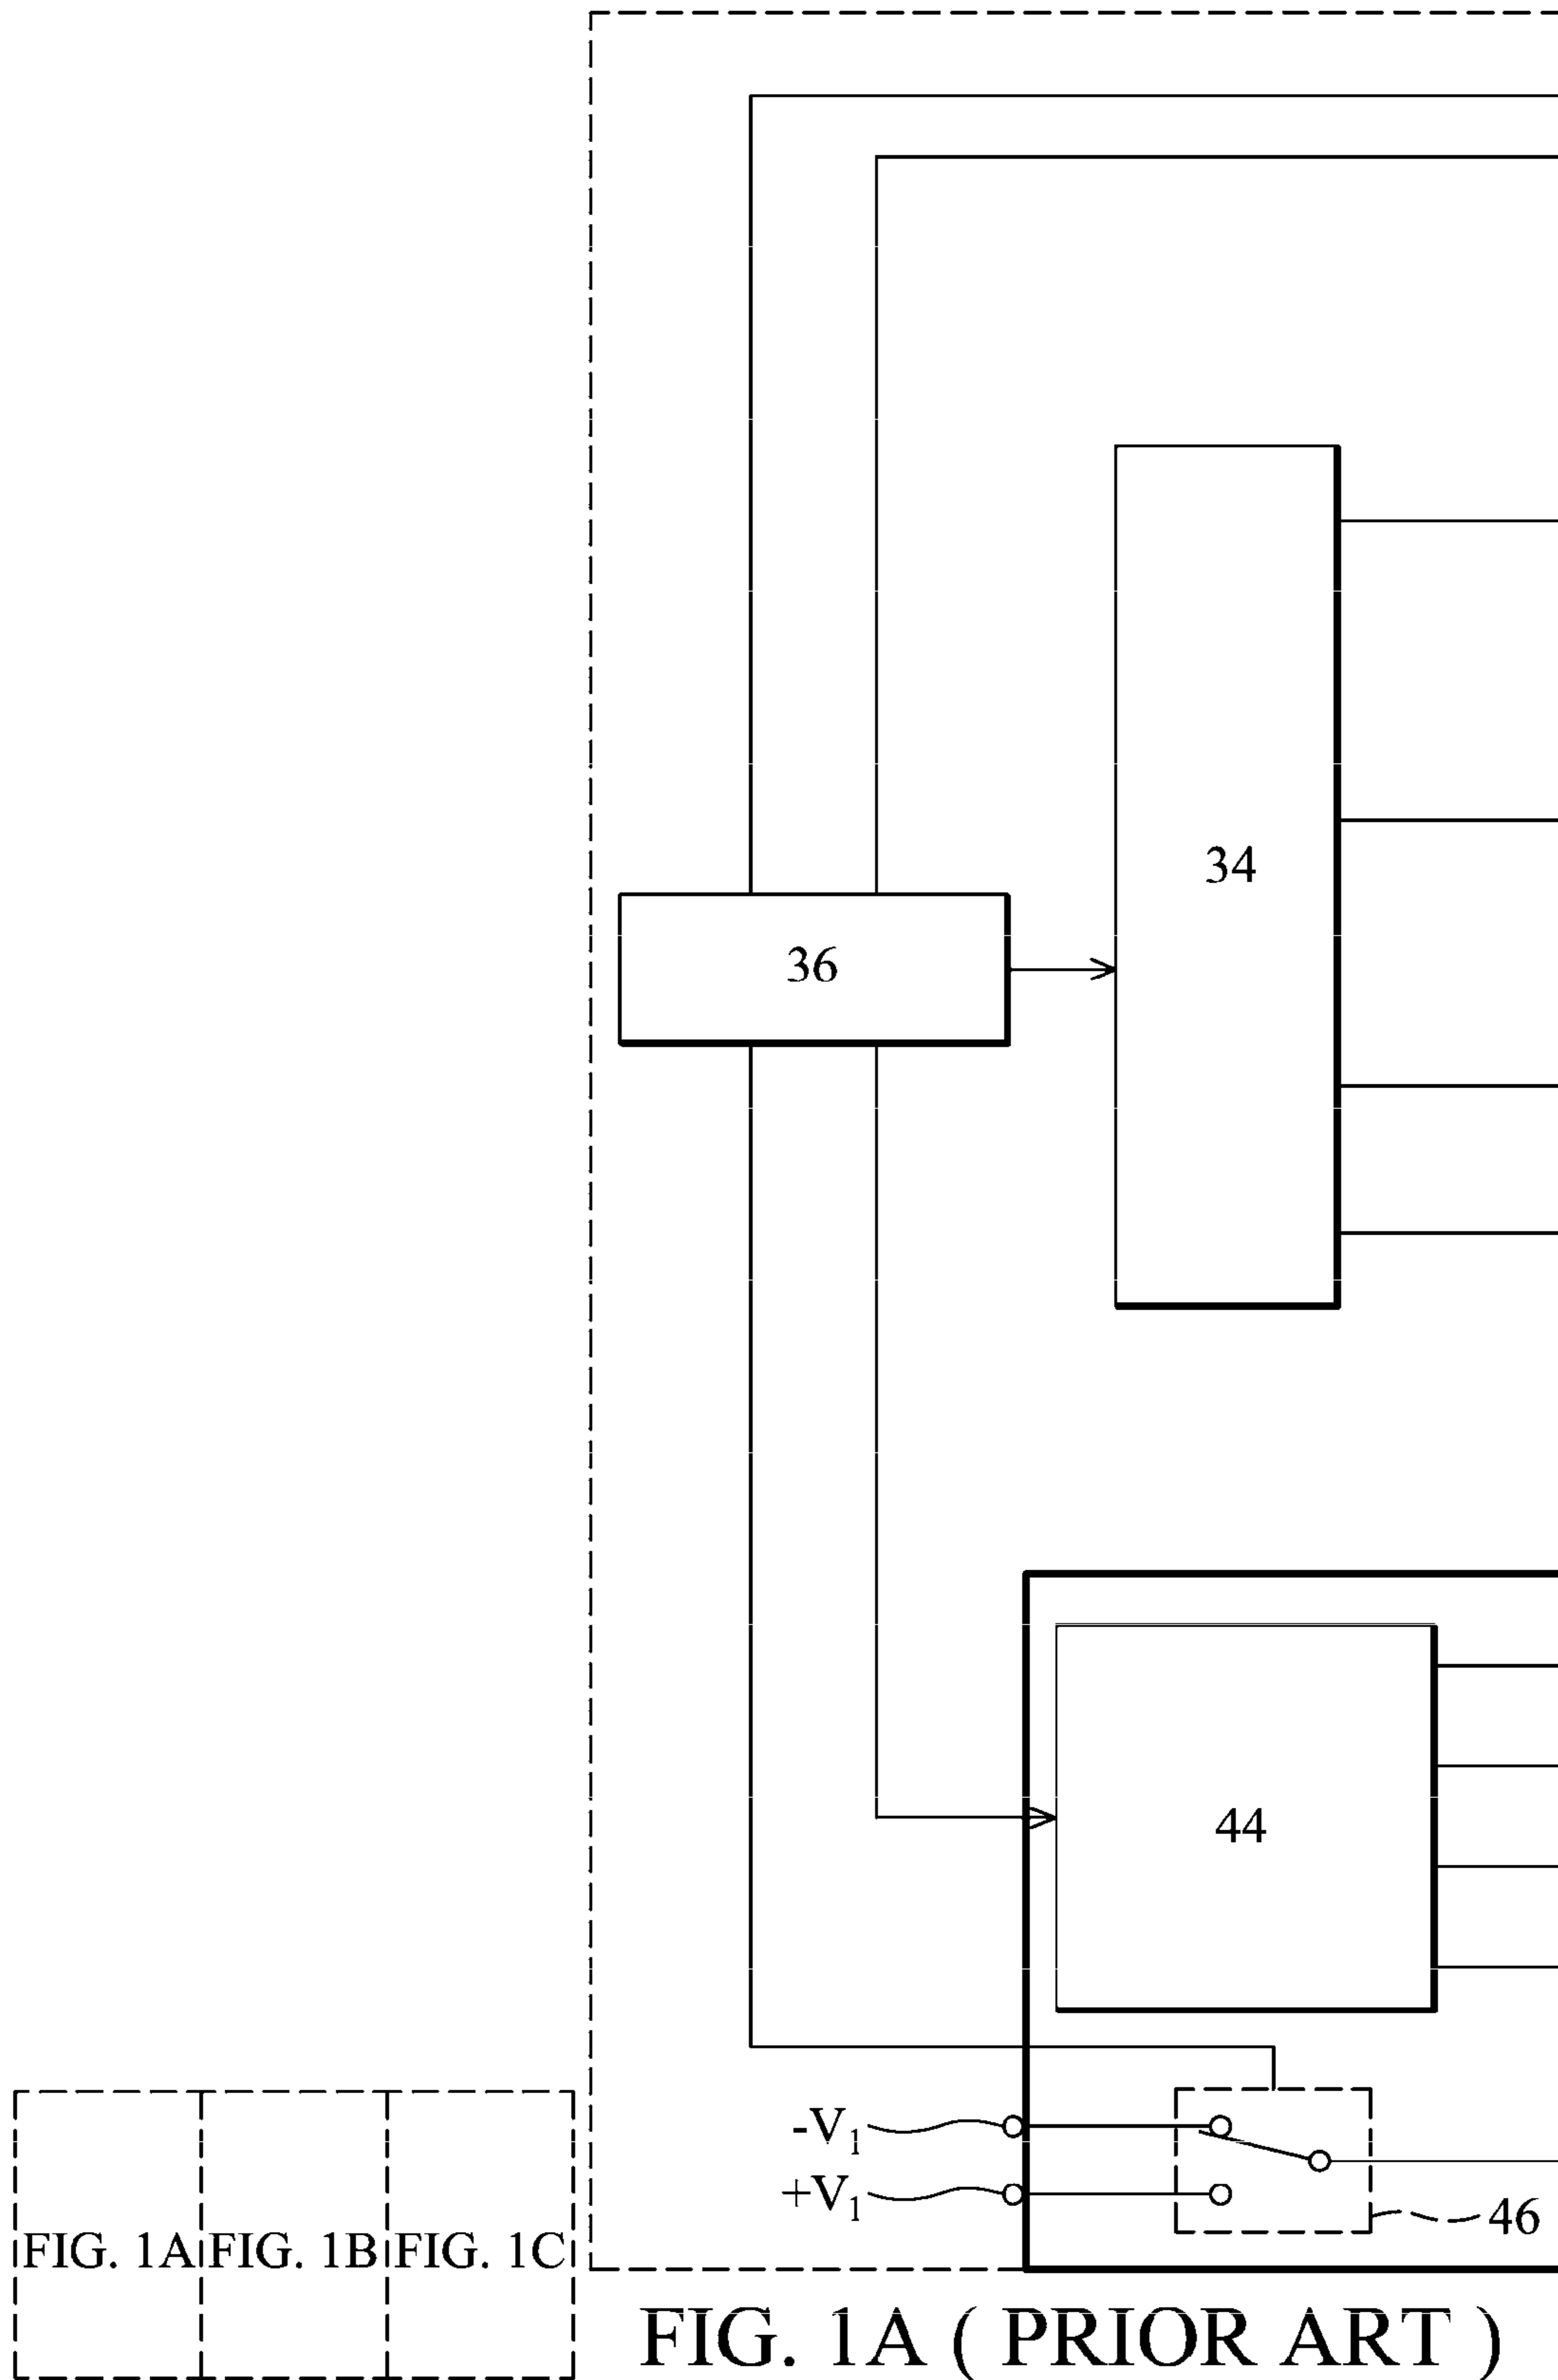 34
36
44
-V1
+V1
46
FIG. 1A FIG. 1B FIG. 1C
FIG. 1A ( PRIOR ART )